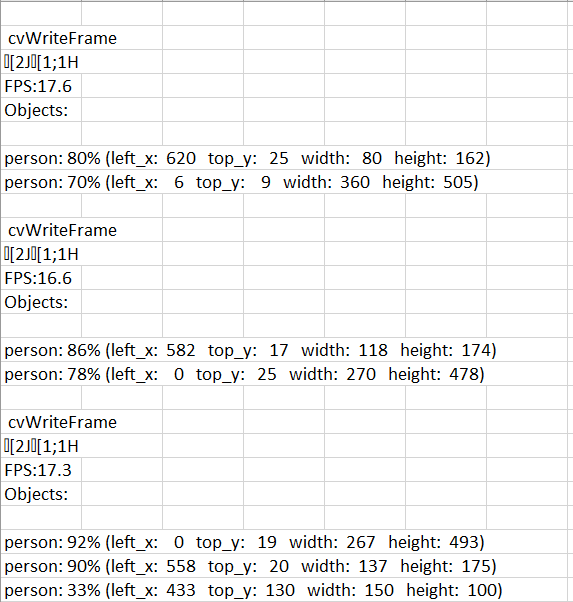 cvWriteFrame
[2J[1;1H
FPS:17.6
Objects:
person: 80% (left_x: 620 top_y: 25 width: 80 height: 162)
person: 70% (left_x: 6 top_y: 9 width: 360 height: 505)
cvWriteFrame
[2J[1;1H
FPS:16.6
Objects:
person: 86% (left_x: 582 top_y: 17 width: 118 height: 174)
person: 78% (left_x: 0 top_y: 25 width: 270 height: 478)
cvWriteFrame
[2J[1;1H
FPS:17.3
Objects:
person: 92% (left_x: 0 top_y: 19 width: 267 height: 493)
person: 90% (left_x: 558 top_y: 20 width: 137 height: 175)
person: 33% (left_x: 433 top_y: 130 width: 150 height: 100)